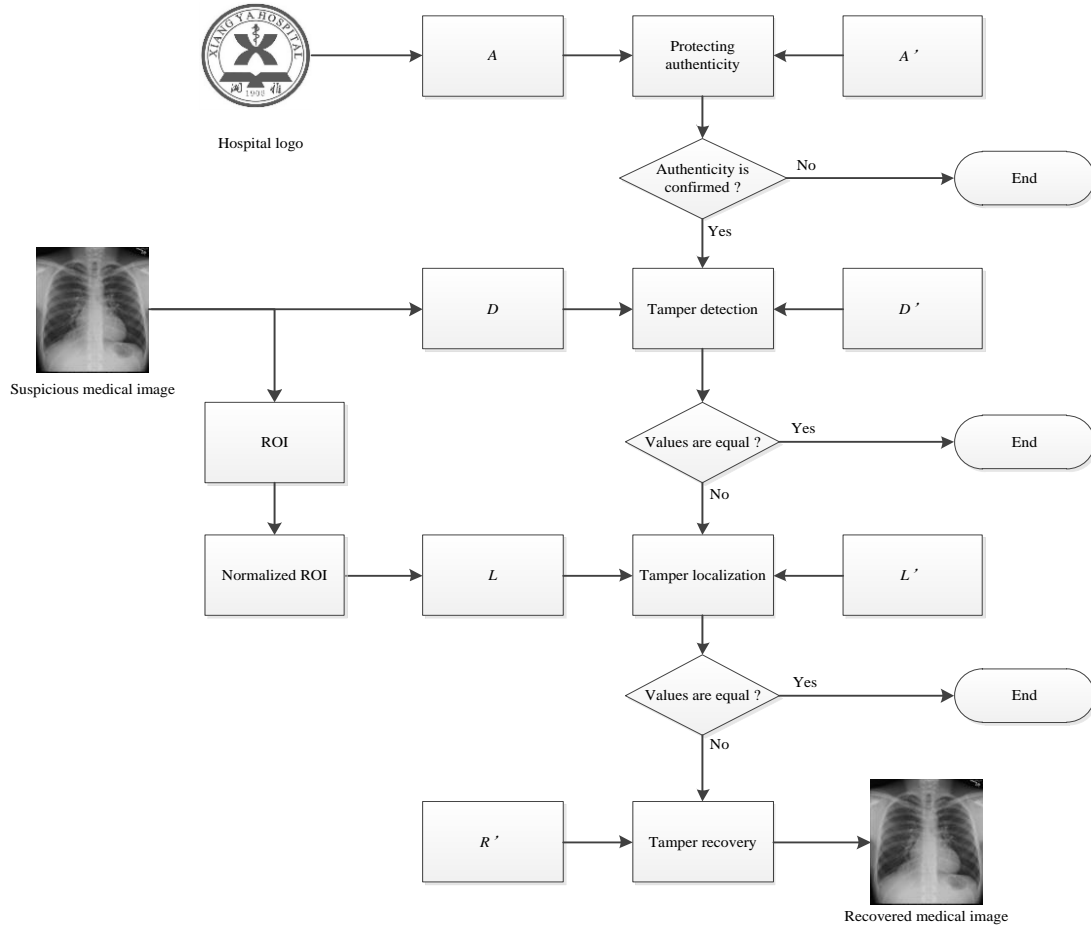 XIANG YA HOSPITAL
1906
Hospital logo
A
Protecting
authenticity
A′
Authenticity is
confirmed ?
No
End
Yes
Suspicious medical image
D
Tamper detection
D′
ROI
Values are equal ?
Yes
End
No
Normalized ROI
L
Tamper localization
L′
Values are equal ?
Yes
End
No
R′
Tamper recovery
Recovered medical image